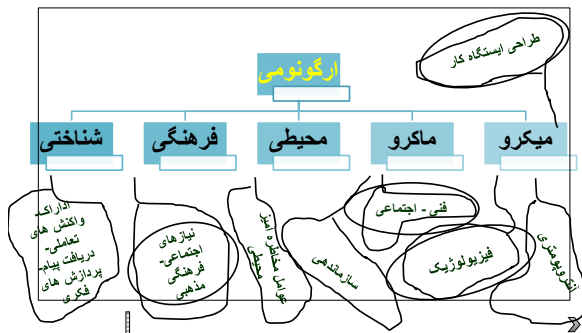 طراحی ایستگاه کار
ارگونومی
میکرو
ماکرو
محیطی
فرهنگی
شناختی
آنتروپومتری
فیزیولوژیک
فنی - اجتماعی
سازماندهی
عوامل مخاطره آمیز
محیطی
نیازهای
اجتماعی-
فرهنگی
مذهبی
ادراک-
واکنش های
تعاملی-
دریافت پیام-
پردازش های
فکری